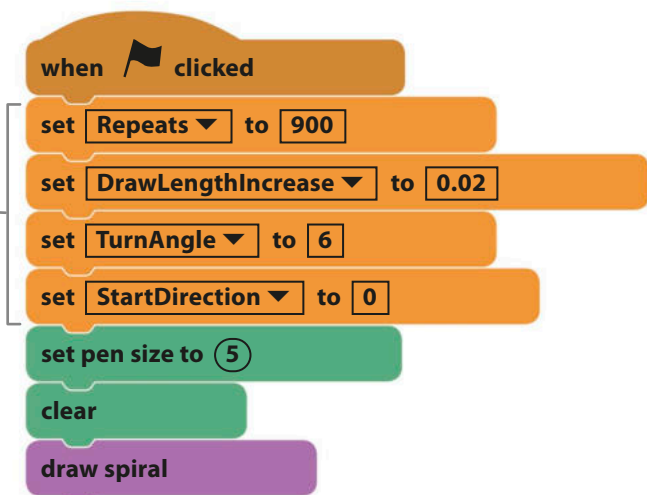 when clicked
set Repeats to 900
set DrawLengthIncrease to 0.02
set TurnAngle to 6
set StartDirection to 0
set pen size to 5
clear
draw spiral